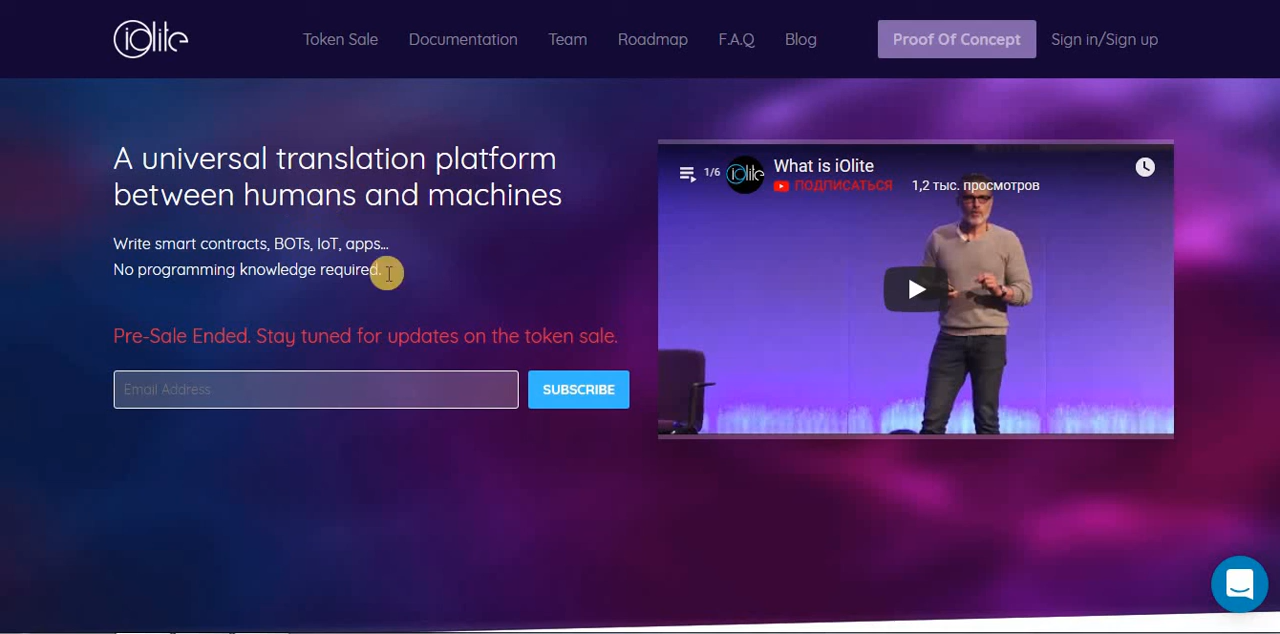 iOlite
Token Sale
Documentation
Team
Roadmap
F.A.Q
Blog
Proof Of Concept
Sign in/Sign up
A universal translation platform
between humans and machines
Write smart contracts, BOTs, IoT, apps...
No programming knowledge required.
Pre-Sale Ended. Stay tuned for updates on the token sale.
Email Address
SUBSCRIBE
1/6
iOlite
What is iOlite
ПОДПИСАТЬСЯ
1,2 тыс. просмотров